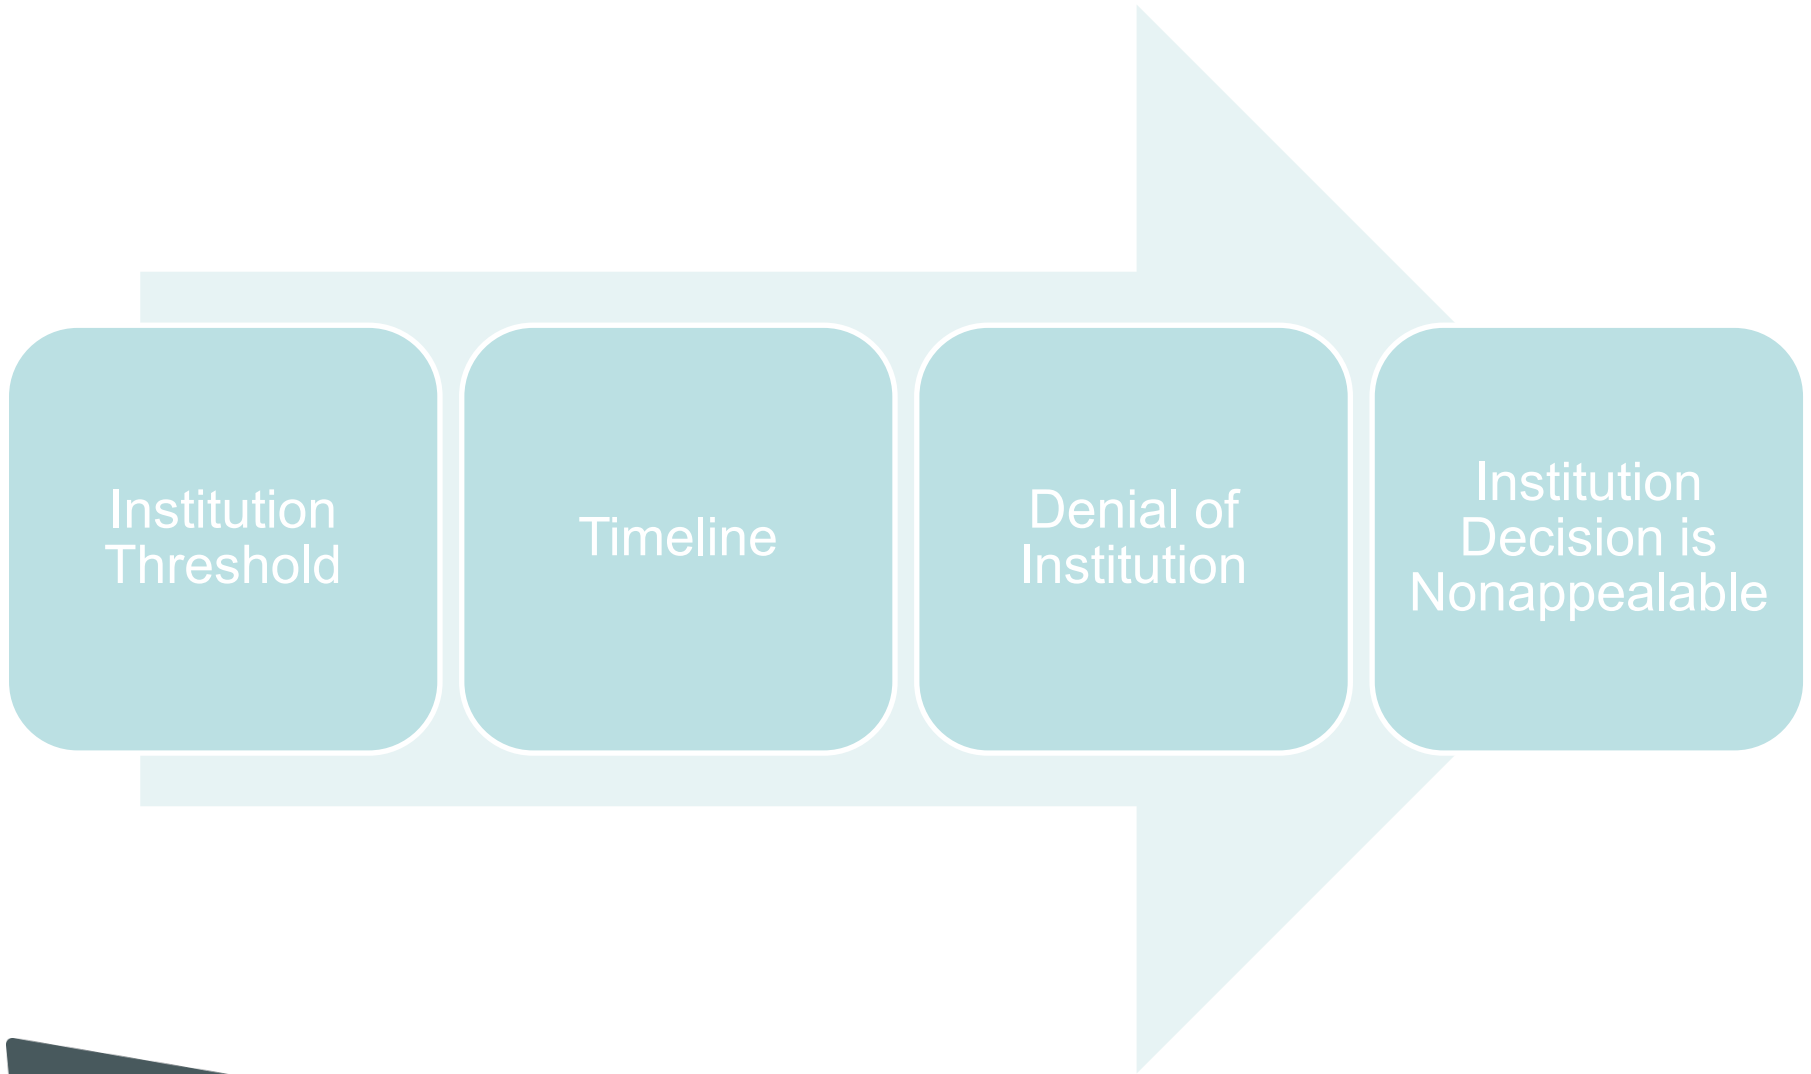 Institution
Threshold
Timeline
Denial of
Institution
Institution
Decision is
Nonappealable